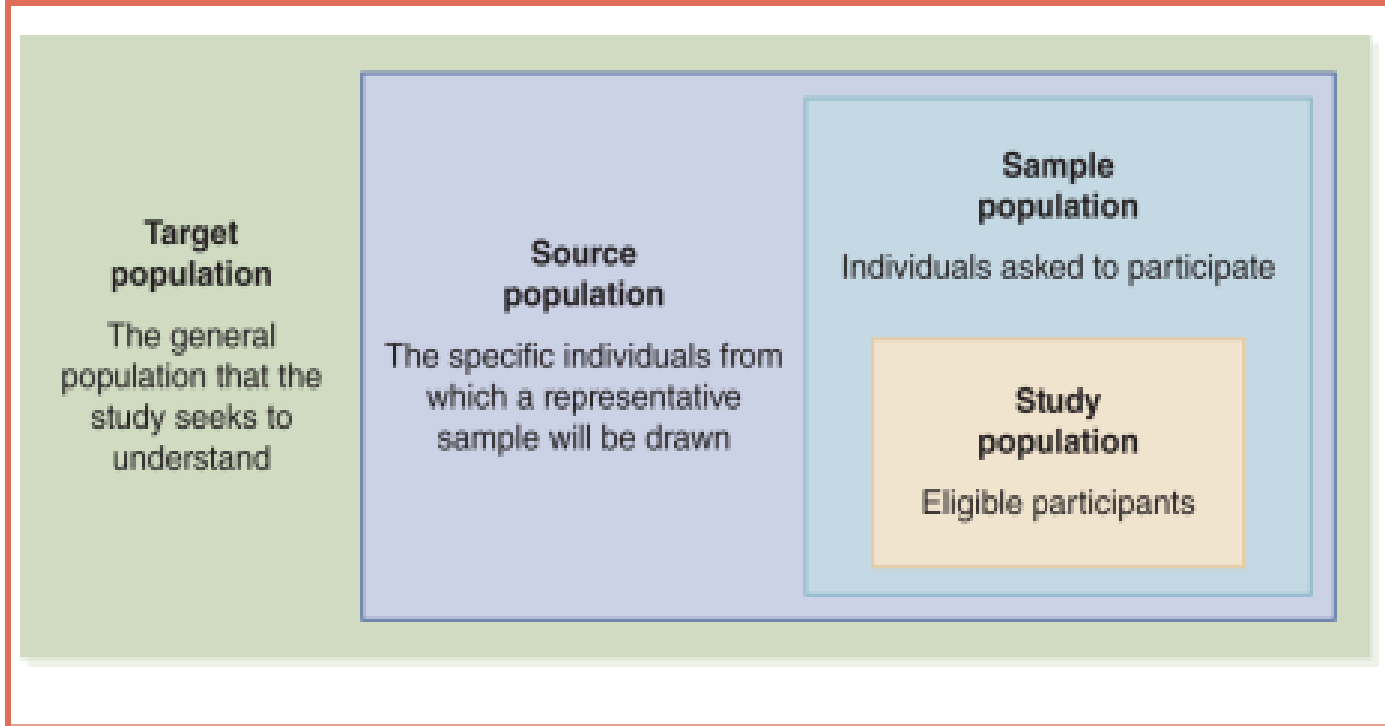 Target
population
The general
population that the
study seeks to
understand
Source
population
The specific individuals from
which a representative
sample will be drawn
Sample
population
Individuals asked to participate
Study
population
Eligible participants